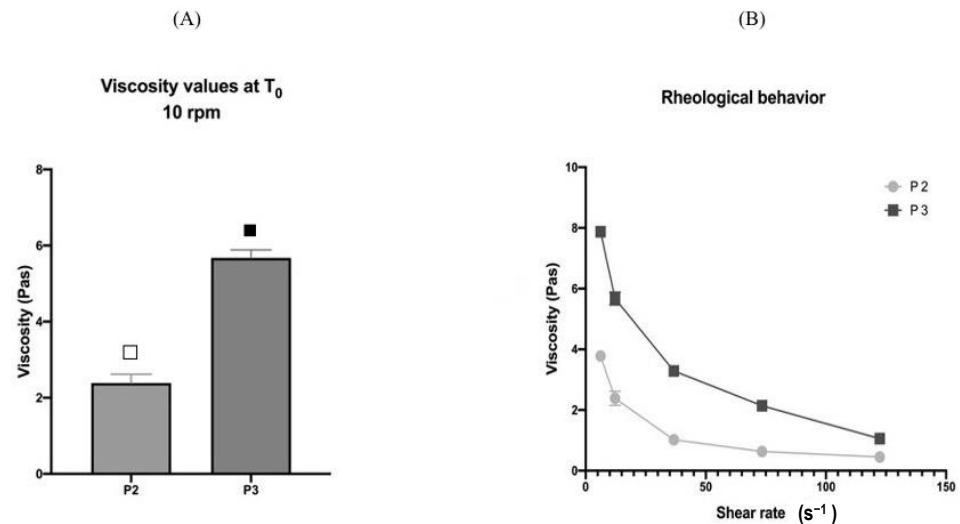 (A)
Viscosity values at T0
10 rpm
Viscosity (Pas)
8
6
4
2
0
P2
P3
(B)
Rheological behavior
P 2
P 3
Viscosity (Pas)
10
8
6
4
2
0
0
50
100
150
Shear rate (s⁻¹)